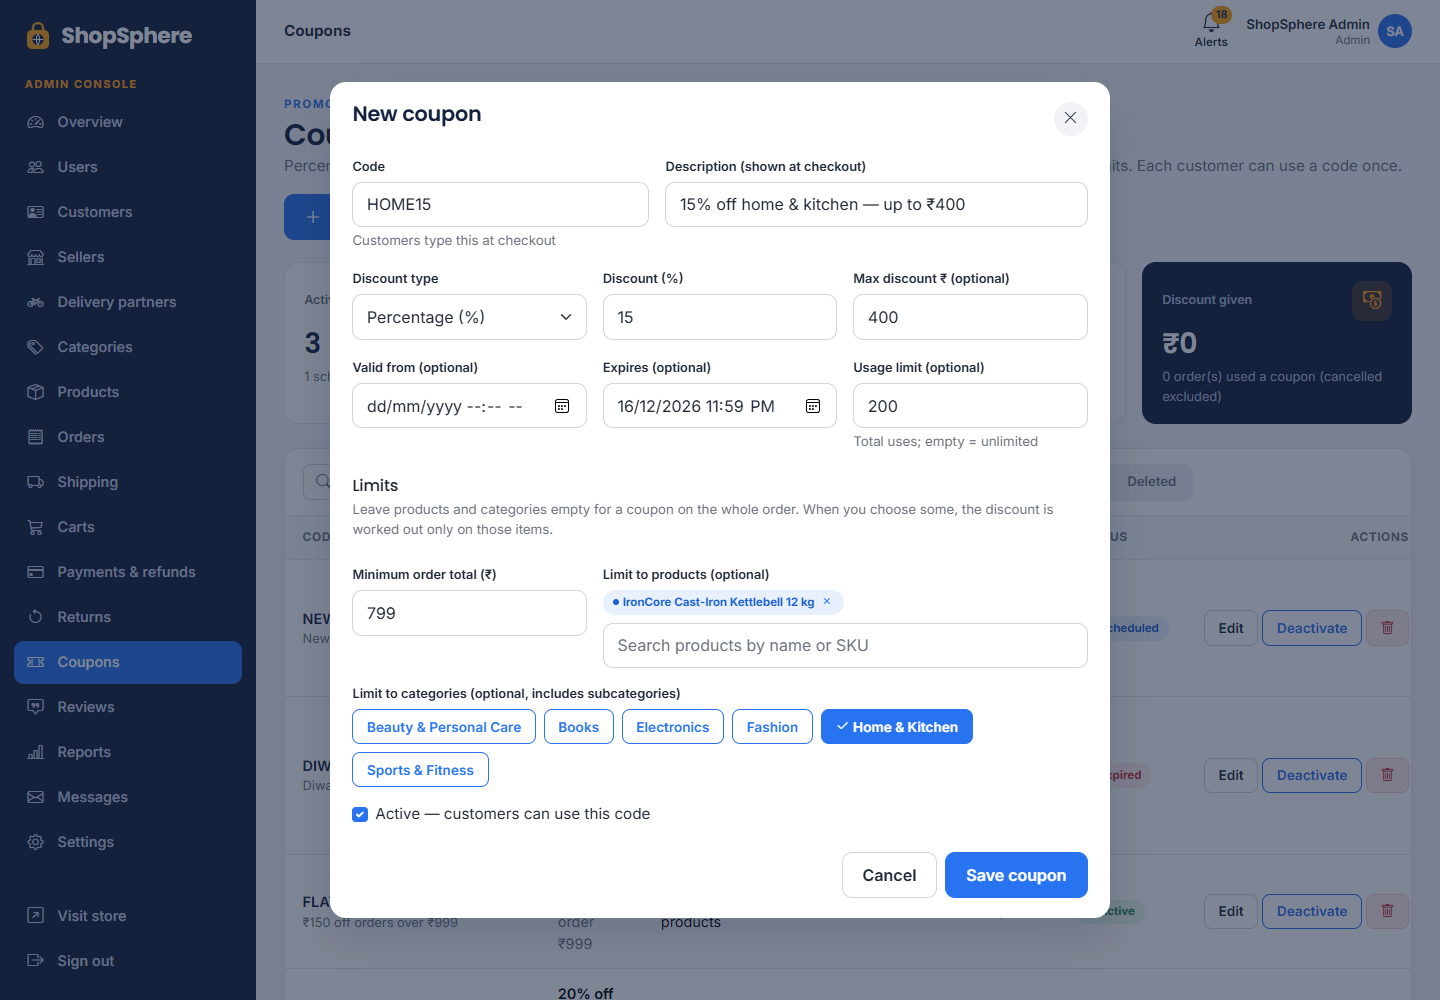 ShopSphere
ADMIN CONSOLE
Overview
Users
Customers
Sellers
Delivery partners
Categories
Products
Orders
Shipping
Carts
Payments & refunds
Returns
Coupons
Reviews
Reports
Messages
Settings
Visit store
Sign out
Coupons
18
Alerts
ShopSphere Admin
Admin
SA
New coupon
Code
HOME15
Customers type this at checkout
Description (shown at checkout)
15% off home & kitchen — up to ₹400
Discount type
Percentage (%)
Discount (%)
15
Max discount ₹ (optional)
400
Valid from (optional)
dd/mm/yyyy --:-- --
Expires (optional)
16/12/2026 11:59 PM
Usage limit (optional)
200
Total uses; empty = unlimited
Limits
Leave products and categories empty for a coupon on the whole order. When you choose some, the discount is
worked out only on those items.
Minimum order total (₹)
799
Limit to products (optional)
IronCore Cast-Iron Kettlebell 12 kg ×
Search products by name or SKU
Limit to categories (optional, includes subcategories)
Beauty & Personal Care
Books
Electronics
Fashion
Home & Kitchen
Sports & Fitness
Active — customers can use this code
Cancel
Save coupon
Each customer can use a code once.
3
Discount given
₹0
0 order(s) used a coupon (cancelled
excluded)
Deleted
ACTIONS
Edit
Deactivate
Edit
Deactivate
₹150 off orders over ₹999
order
₹999
products
Edit
Deactivate
20% off